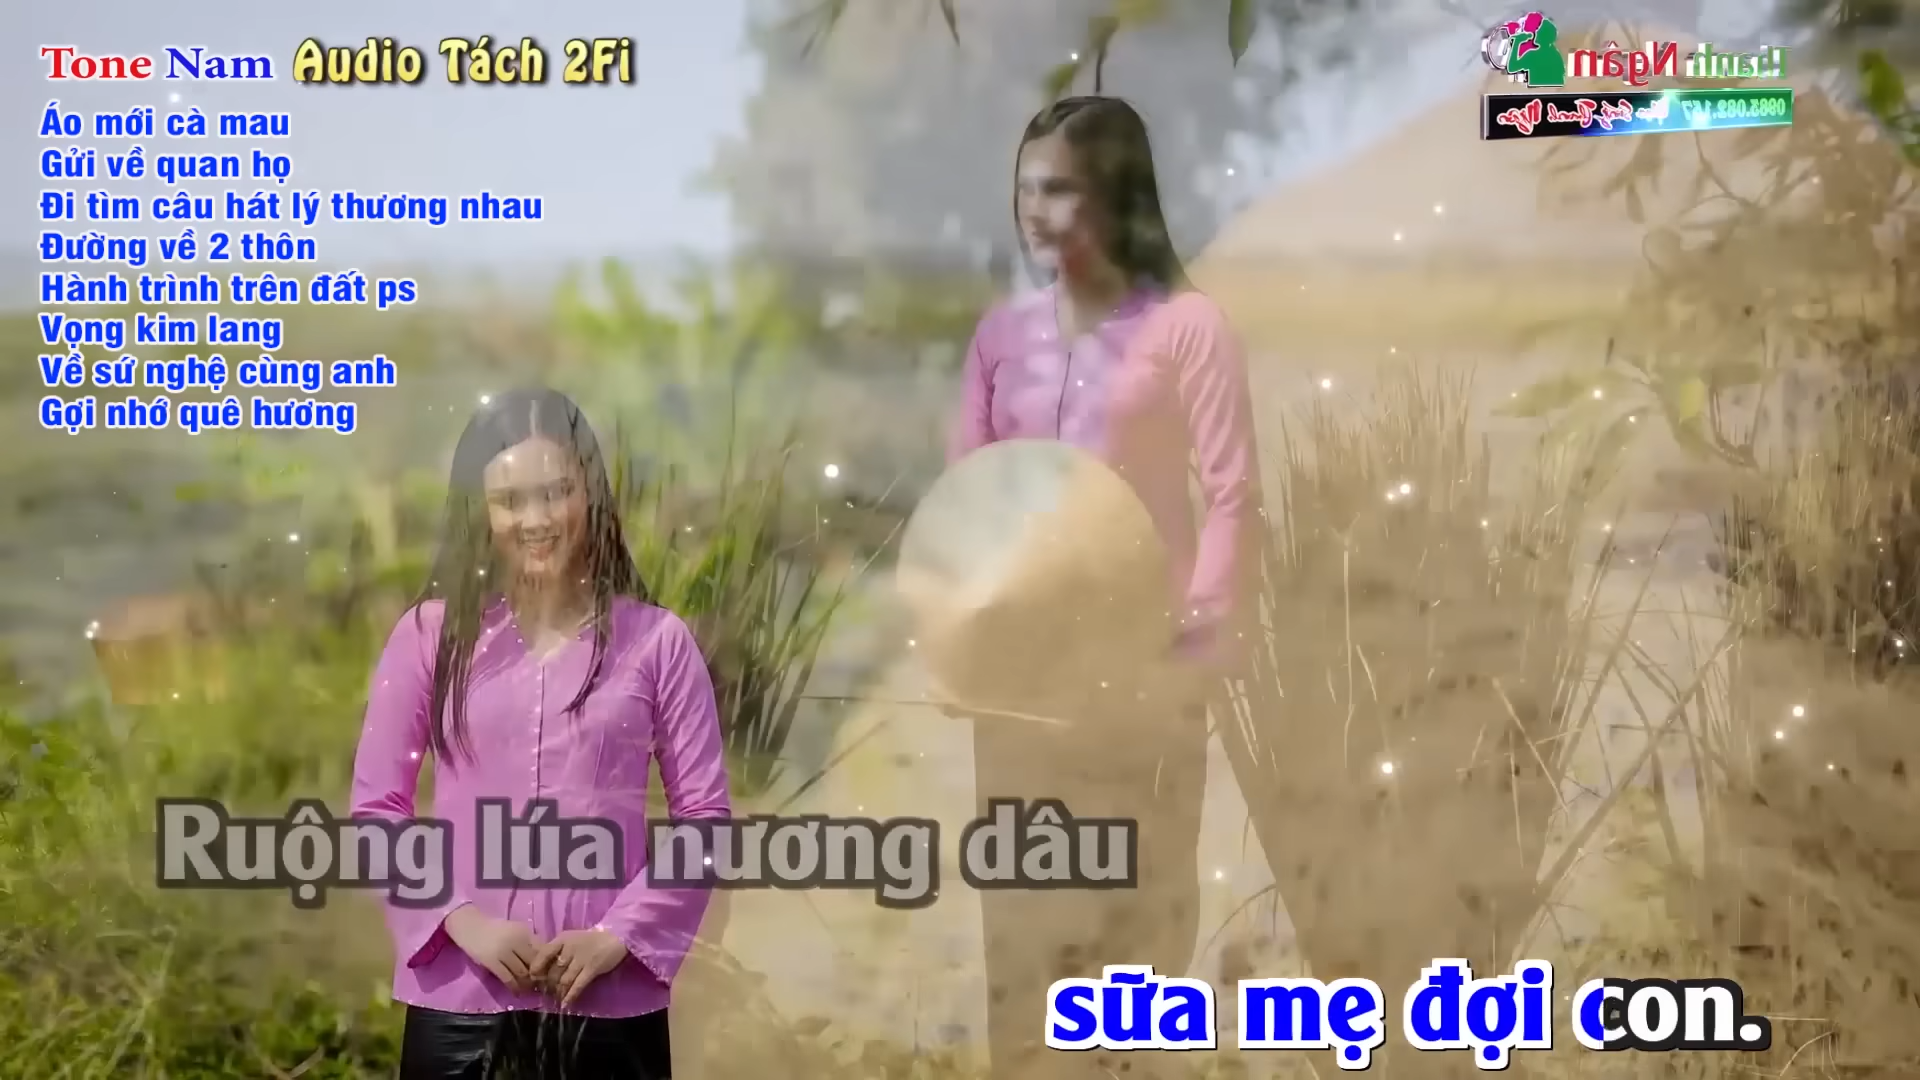 Tone Nam Audio Tách 2Fi
Áo mới cà mau
Gửi về quan họ
Đi tìm câu hát lý thương nhau
Đường về 2 thôn
Hành trình trên đất ps
Vọng kim lang
Về sứ nghệ cùng anh
Gợi nhớ quê hương
Thanh Ngân
Ruộng lúa nương dâu
sữa mẹ đợi con.